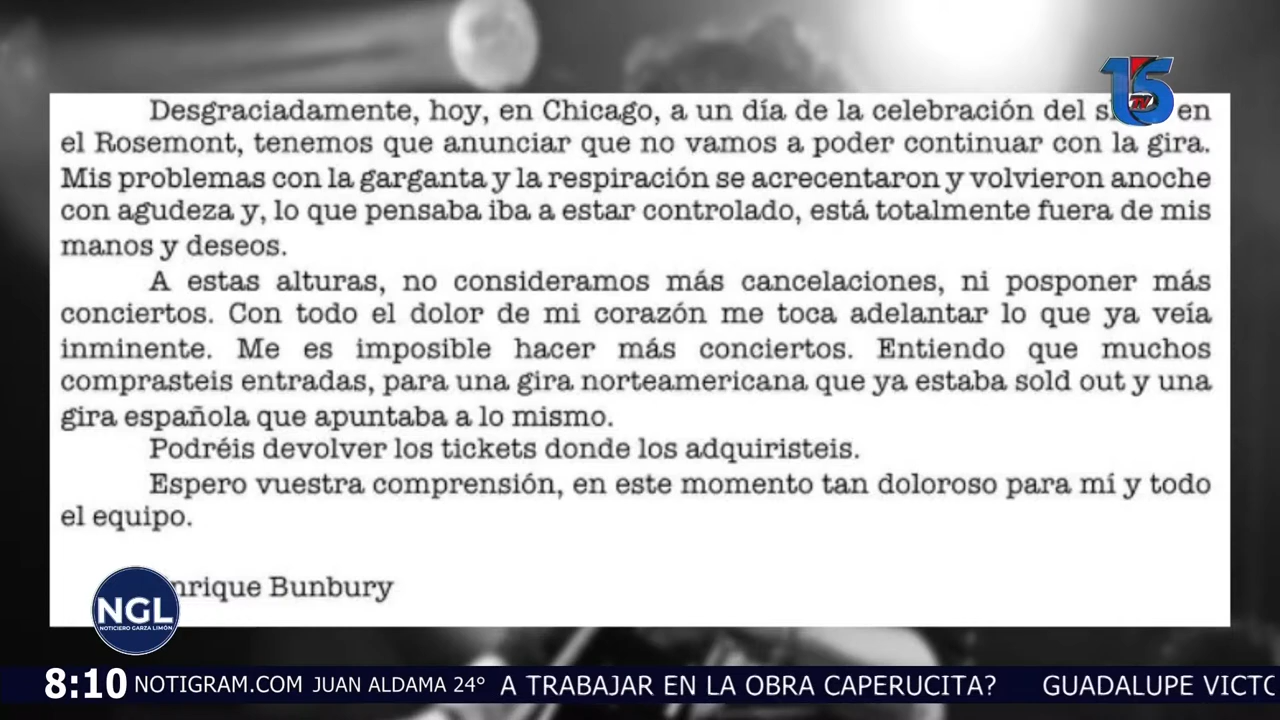 15
TV
Desgraciadamente, hoy, en Chicago, a un día de la celebración del en
el Rosemont, tenemos que anunciar que no vamos a poder continuar con la gira.
Mis problemas con la garganta y la respiración se acrecentaron y volvieron anoche
con agudeza y, lo que pensaba iba a estar controlado, está totalmente fuera de mis
manos y deseos.
A estas alturas, no consideramos más cancelaciones, ni posponer más
conciertos. Con todo el dolor de mi corazón me toca adelantar lo que ya veía
inminente. Me es imposible hacer más conciertos. Entiendo que muchos
comprasteis entradas, para una gira norteamericana que ya estaba sold out y una
gira española que apuntaba a lo mismo.
Podréis devolver los tickets donde los adquiristeis.
Espero vuestra comprensión, en este momento tan doloroso para mí y todo
el equipo.
nrique Bunbury
NGL
NOTICIERO GARZA LIMÓN
8:10 NOTIGRAM.COM JUAN ALDAMA 24° A TRABAJAR EN LA OBRA CAPERUCITA? GUADALUPE VICTO